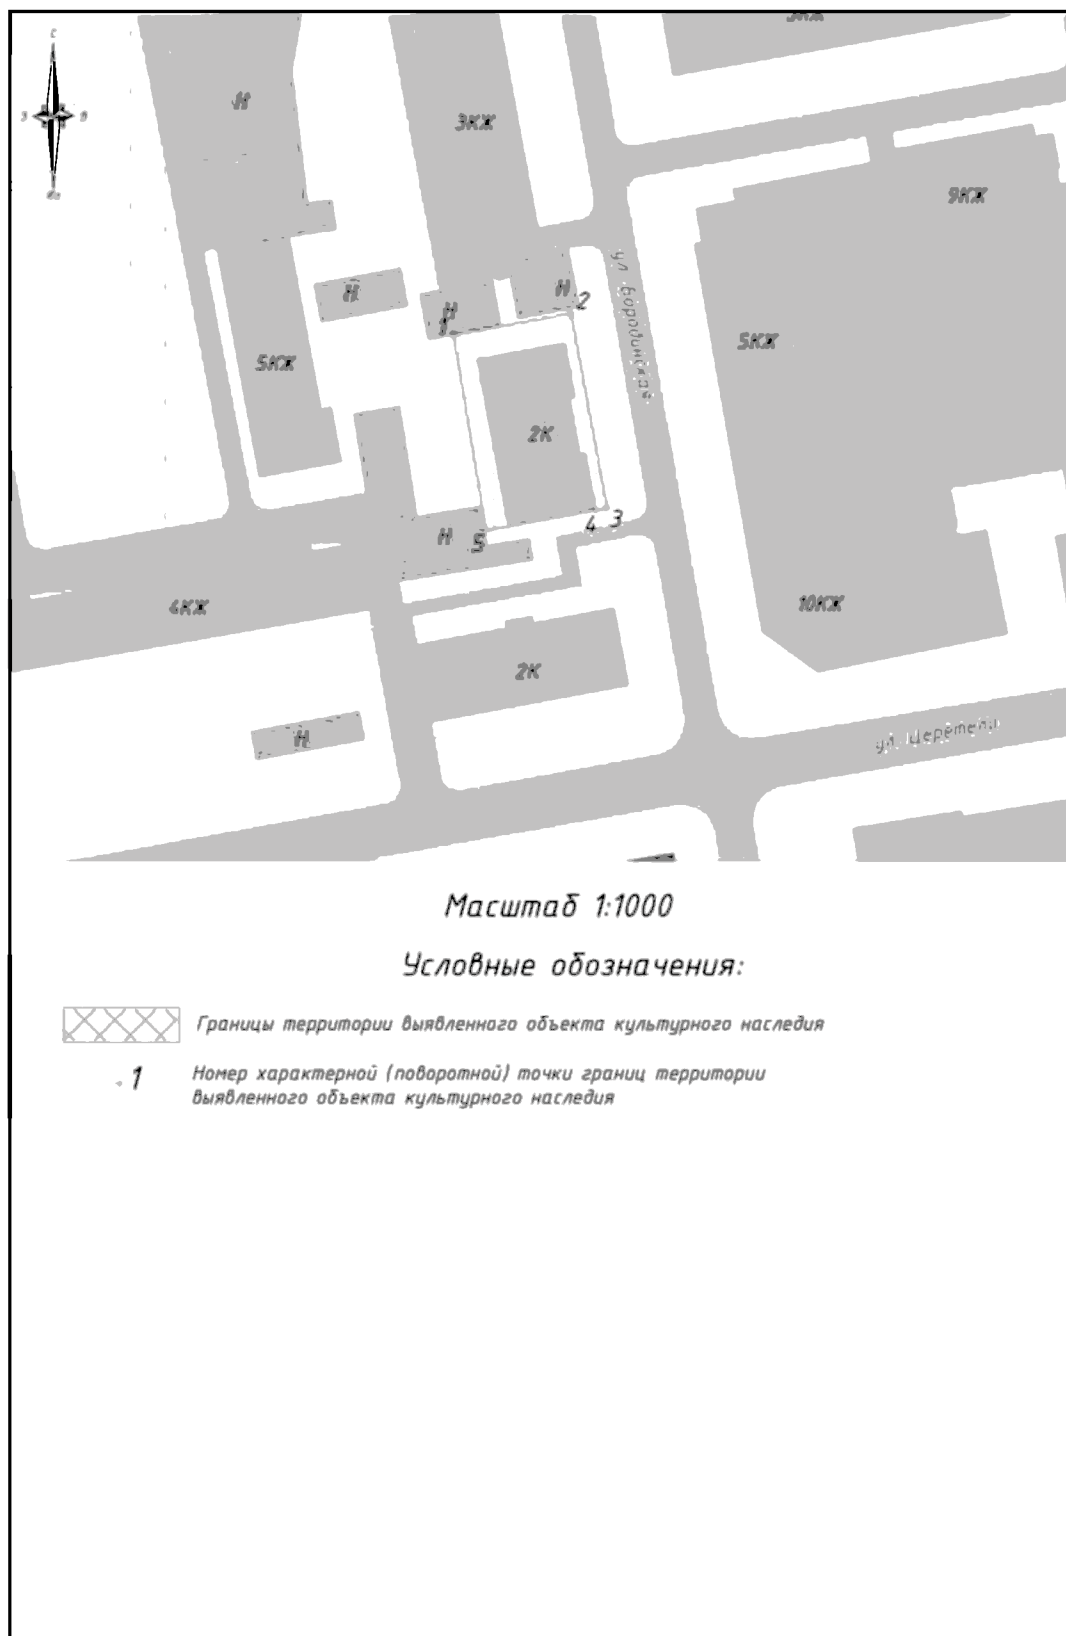 С
З
В
Ю
3КЖ
Н
3КЖ
9КЖ
ул. Бородинская
Н
Н
Н
1
2
5КЖ
5КЖ
2К
Н
5
4
3
4КЖ
10КЖ
2К
Н
ул. Церетели
Масштаб 1:1000
Условные обозначения:
Границы территории выявленного объекта культурного наследия
1
Номер характерной (поворотной) точки границ территории
выявленного объекта культурного наследия